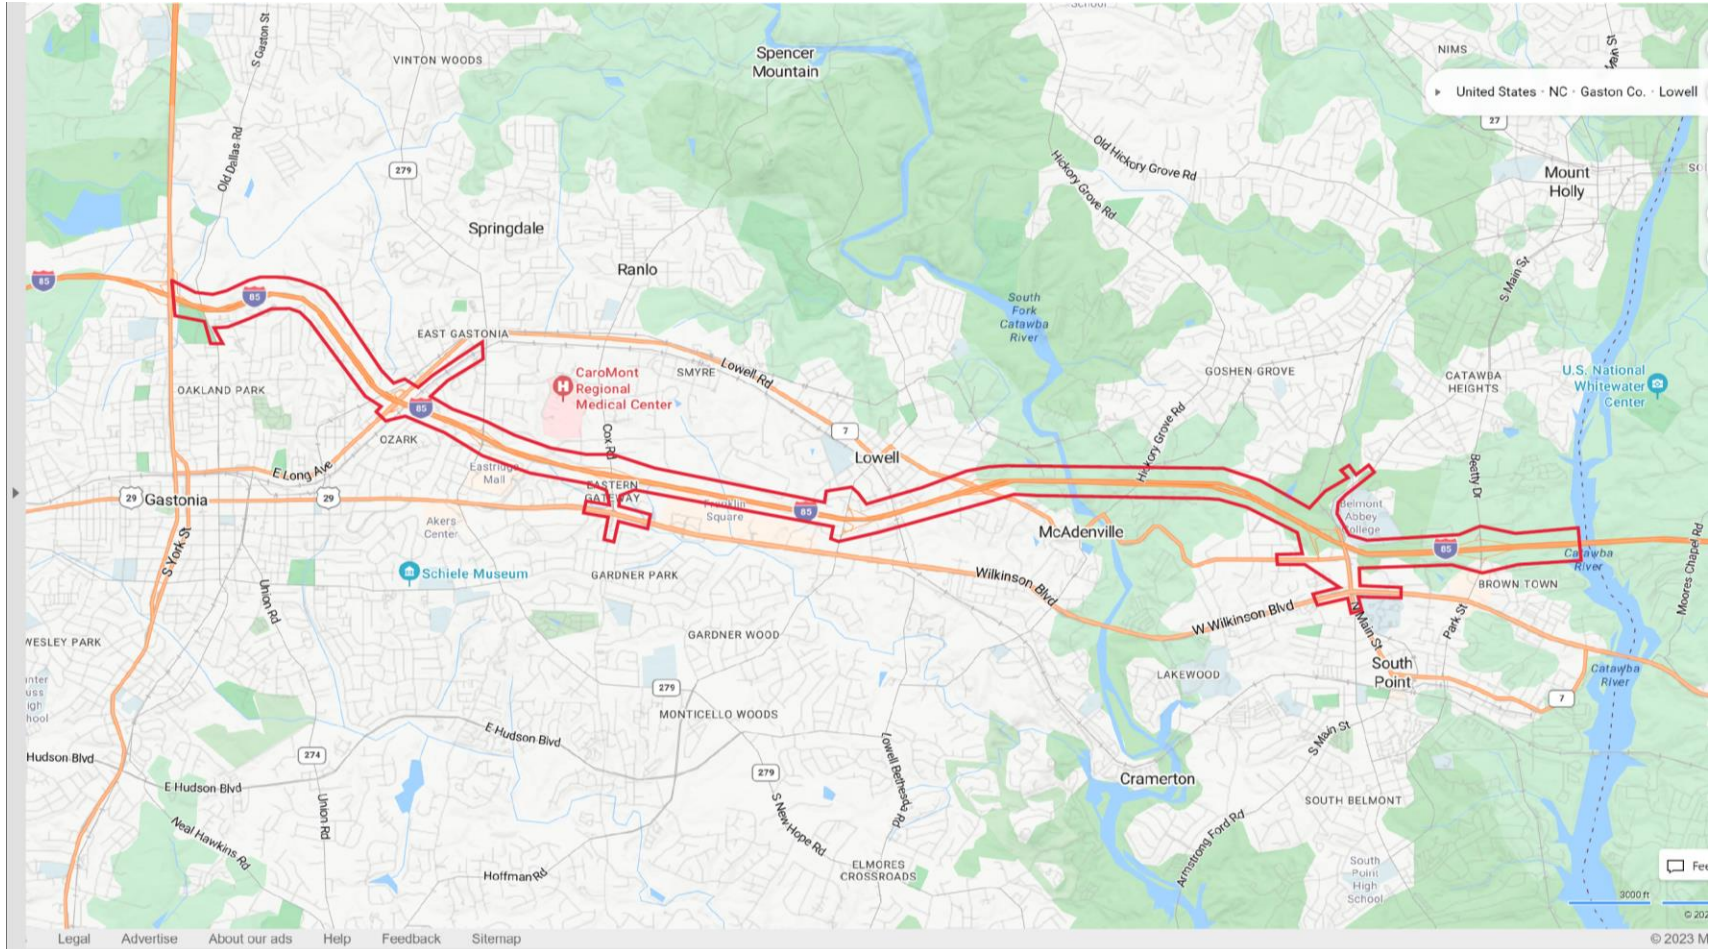 S Gaston St
VINTON WOODS
Spencer
Mountain
NIMS
United States · NC · Gaston Co. · Lowell
27
Old Dallas Rd
279
Old Hickory Grove Rd
Hickory Grove Rd
Mount
Holly
Springdale
Ranlo
85
85
South
Fork
Catawba
River
S Main St
EAST GASTONIA
Lowell Rd
SMYRE
CaroMont
Regional
Medical Center
GOSHEN GROVE
CATAWBA
HEIGHTS
U.S. National
Whitewater
Center
OAKLAND PARK
85
7
OZARK
Cox Rd
Hickory Grove Rd
Lowell
E Long Ave
Eastridge
Mall
Beatty Dr
29
Gastonia
29
EASTERN
GATEWAY
Franklin
Square
85
Belmont
Abbey
College
Akers
Center
McAdenville
85
Catawba
River
Moores Chapel Rd
S York St
Schiele Museum
GARDNER PARK
Wilkinson Blvd
BROWN TOWN
Union Rd
W Wilkinson Blvd
N Main St
Park St
WESLEY PARK
GARDNER WOOD
South
Point
LAKEWOOD
Catawba
River
279
7
MONTICELLO WOODS
E Hudson Blvd
S Main St
274
Hudson Blvd
279
Lowell Bethesda Rd
Cramerton
E Hudson Blvd
SOUTH BELMONT
Union Rd
S New Hope Rd
Armstrong Ford Rd
Neal Hawkins Rd
ELMORES
CROSSROADS
Hoffman Rd
South
Point
High
School
Fee
3000 ft
© 202
Legal Advertise About our ads Help Feedback Sitemap
© 2023 M